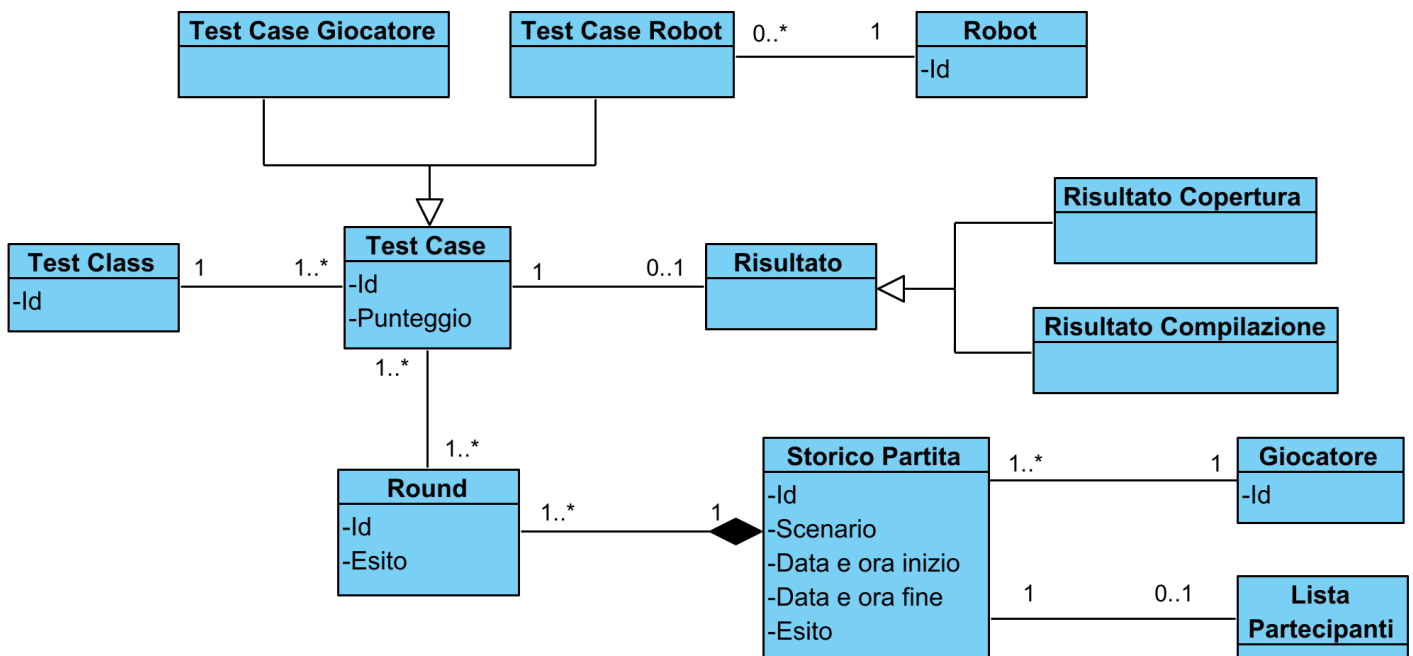 Test Case Giocatore
Test Case Robot
0..*
1
Robot
-Id
Risultato Copertura
Test Class
-Id
1
1..*
Test Case
-Id
-Punteggio
1
0..1
Risultato
Risultato Compilazione
1..*
1..*
Round
-Id
-Esito
1..*
1
Storico Partita
-Id
-Scenario
-Data e ora inizio
-Data e ora fine
-Esito
1..*
1
Giocatore
-Id
1
0..1
Lista
Partecipanti